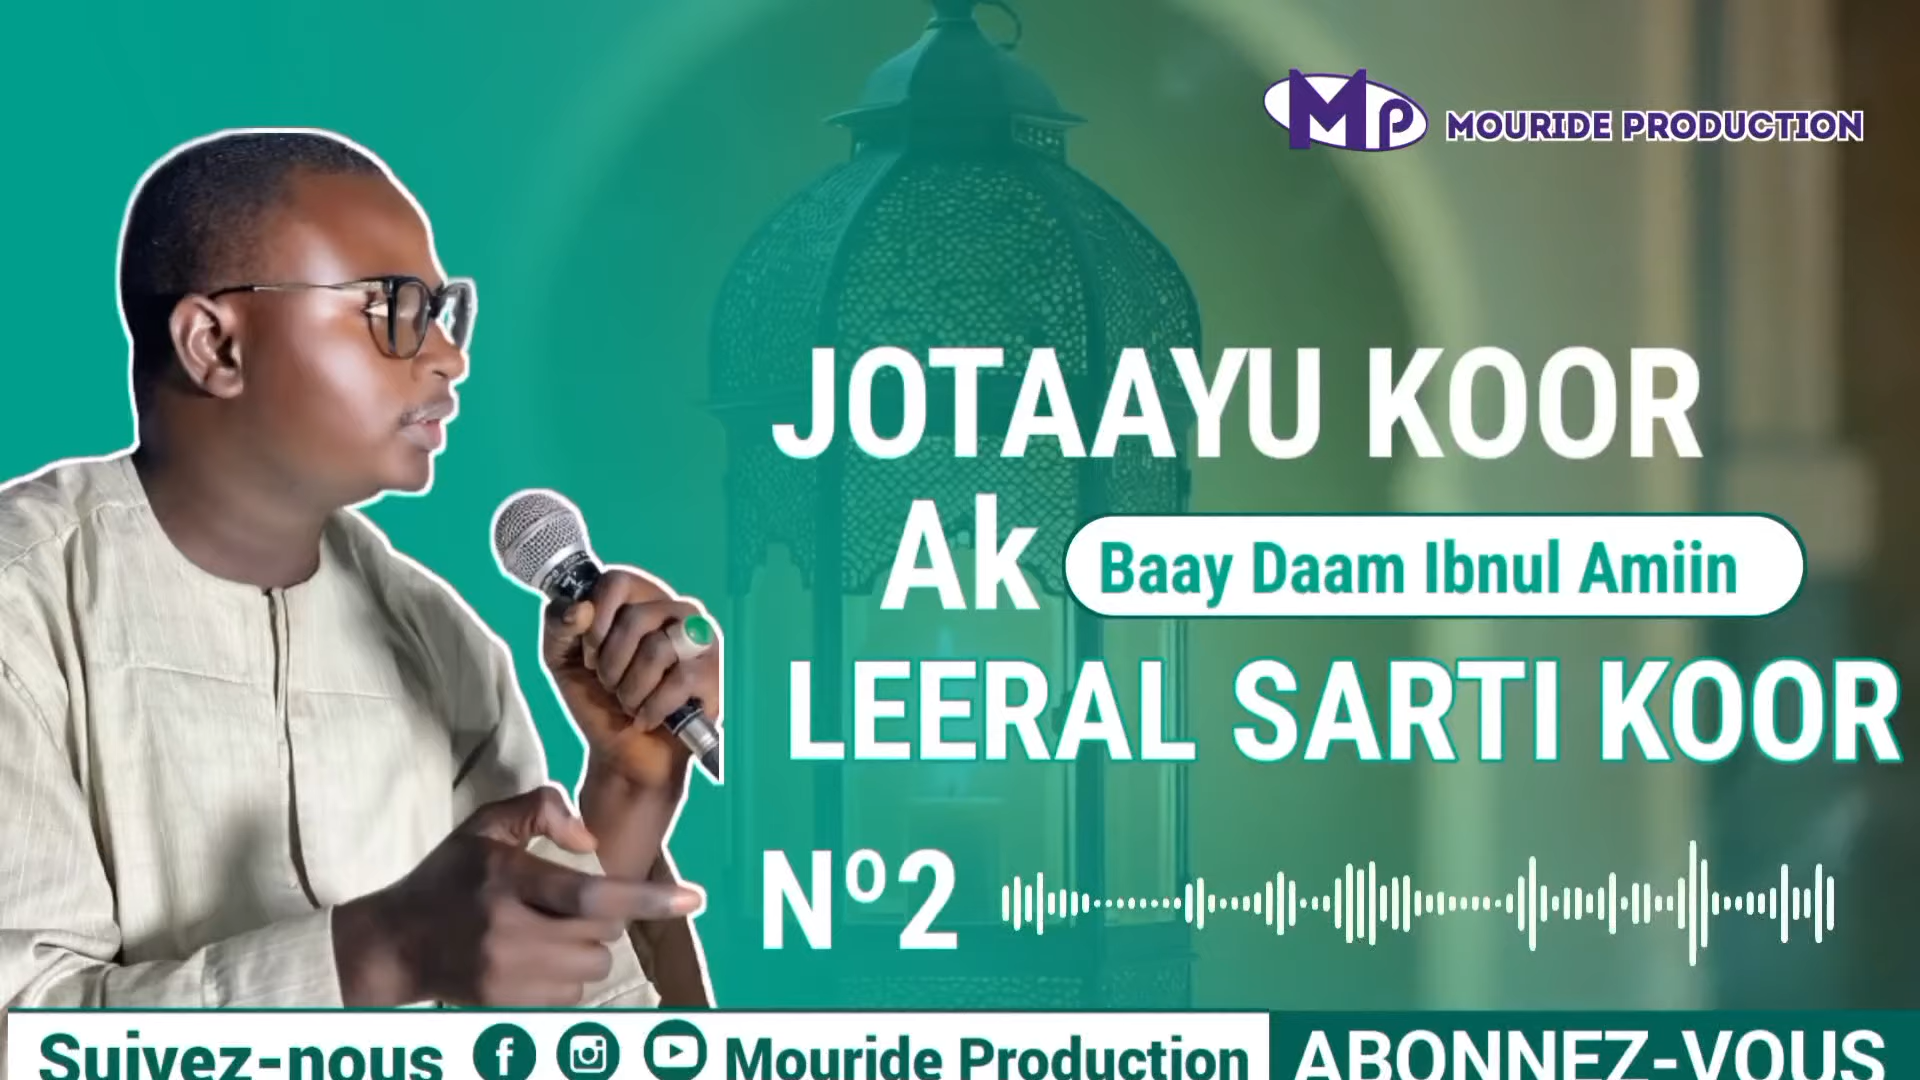 MP MOURIDE PRODUCTION
JOTAAYU KOOR
Ak Baay Daam Ibnul Amiin
LEERAL SARTI KOOR
Nº2
Suivez-nous Mouride Production ABONNEZ-VOUS